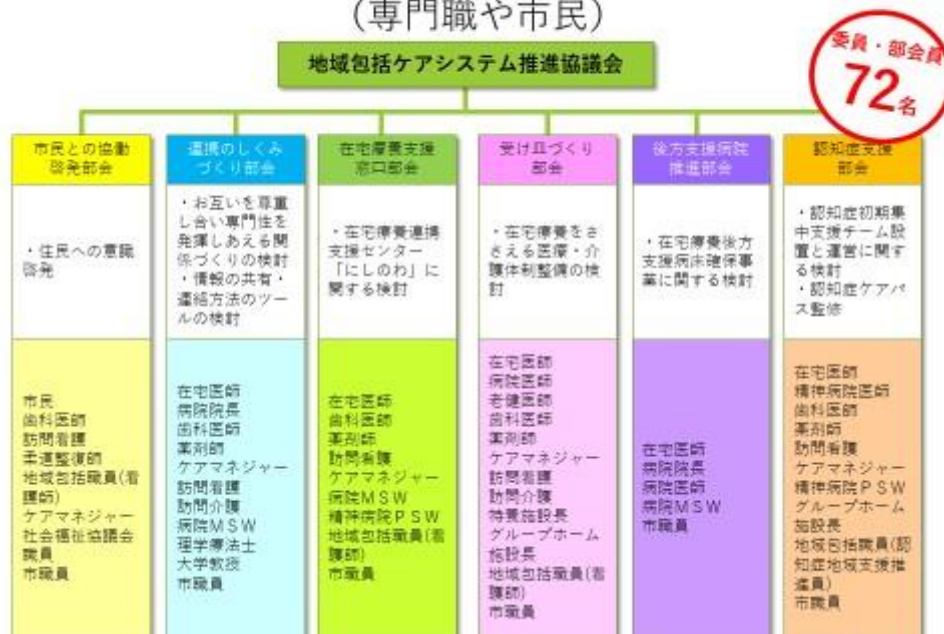 (専門職や市民)
地域包括ケアシステム推進協議会
委員・部会員
72名
市民との協働
啓発部会
・住民への意識
啓発
市民
歯科医師
訪問看護
柔道整復師
地域包括職員(看
護師)
ケアマネジャー
社会福祉協議会
職員
市職員
連携のしくみ
づくり部会
・お互いを尊重
し合い専門性を
発揮しあえる関
係づくりの検討
・情報の共有・
連絡方法のツー
ルの検討
在宅医師
病院院長
歯科医師
薬剤師
ケアマネジャー
訪問看護
訪問介護
病院MSW
理学療法士
大学教授
市職員
在宅療養支援
窓口部会
・在宅療養連携
支援センター
「にしのわ」に
関する検討
在宅医師
歯科医師
薬剤師
訪問看護
ケアマネジャー
病院MSW
精神病院PSW
地域包括職員(看
護師)
市職員
受け皿づくり
部会
・在宅療養をさ
さえる医療・介
護体制整備の検
討
在宅医師
病院医師
老健医師
歯科医師
薬剤師
ケアマネジャー
訪問看護
訪問介護
特養施設長
グループホーム
施設長
地域包括職員(看
護師)
市職員
後方支援病院
推進部会
・在宅療養後方
支援病床確保事
業に関する検討
在宅医師
病院院長
病院医師
病院MSW
市職員
認知症支援
部会
・認知症初期集
中支援チーム設
置と運営に関す
る検討
・認知症ケアパ
ス監修
在宅医師
精神病院医師
歯科医師
薬剤師
訪問看護
ケアマネジャー
精神病院PSW
グループホーム
施設長
地域包括職員(認
知症地域支援推
進員)
市職員